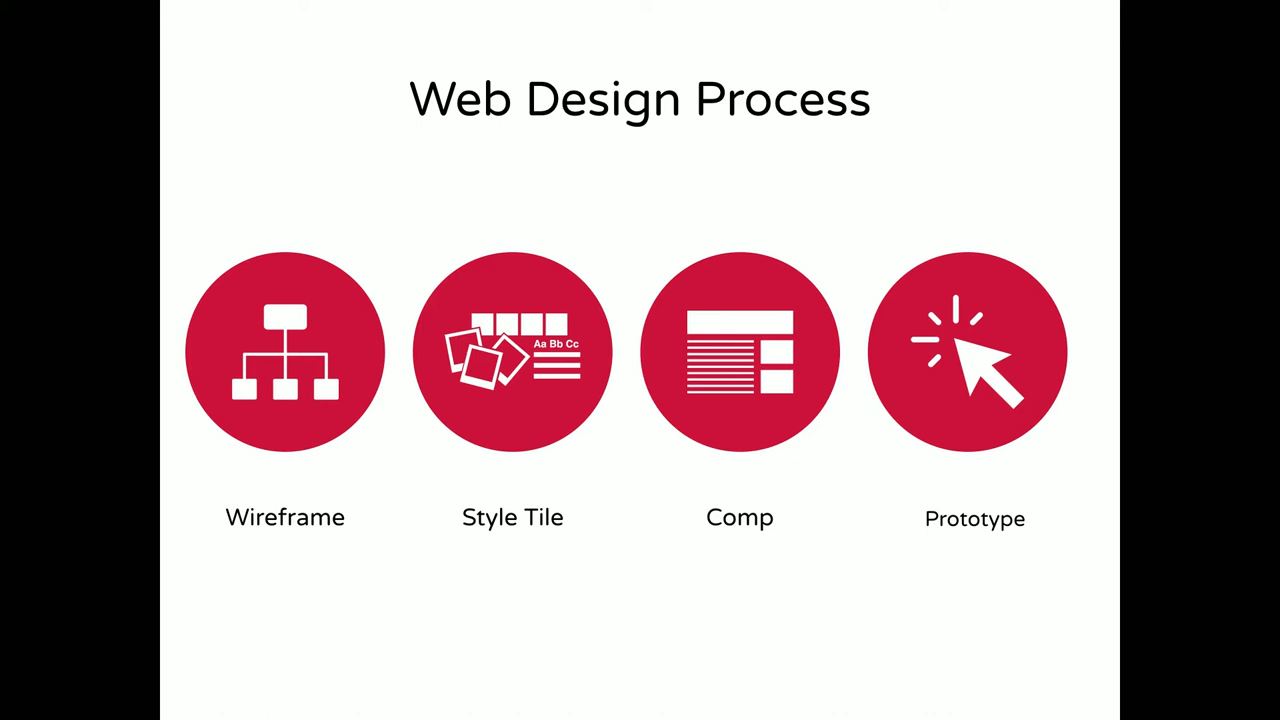 Web Design Process
Aa Bb Cc
Wireframe
Style Tile
Comp
Prototype